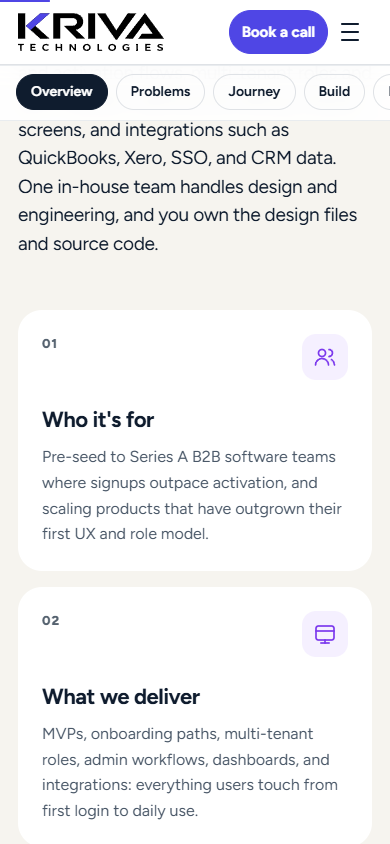 KRIVA
TECHNOLOGIES
Book a call
Overview
Problems
Journey
Build
screens, and integrations such as
QuickBooks, Xero, SSO, and CRM data.
One in-house team handles design and
engineering, and you own the design files
and source code.
01
Who it's for
Pre-seed to Series A B2B software teams
where signups outpace activation, and
scaling products that have outgrown their
first UX and role model.
02
What we deliver
MVPs, onboarding paths, multi-tenant
roles, admin workflows, dashboards, and
integrations: everything users touch from
first login to daily use.